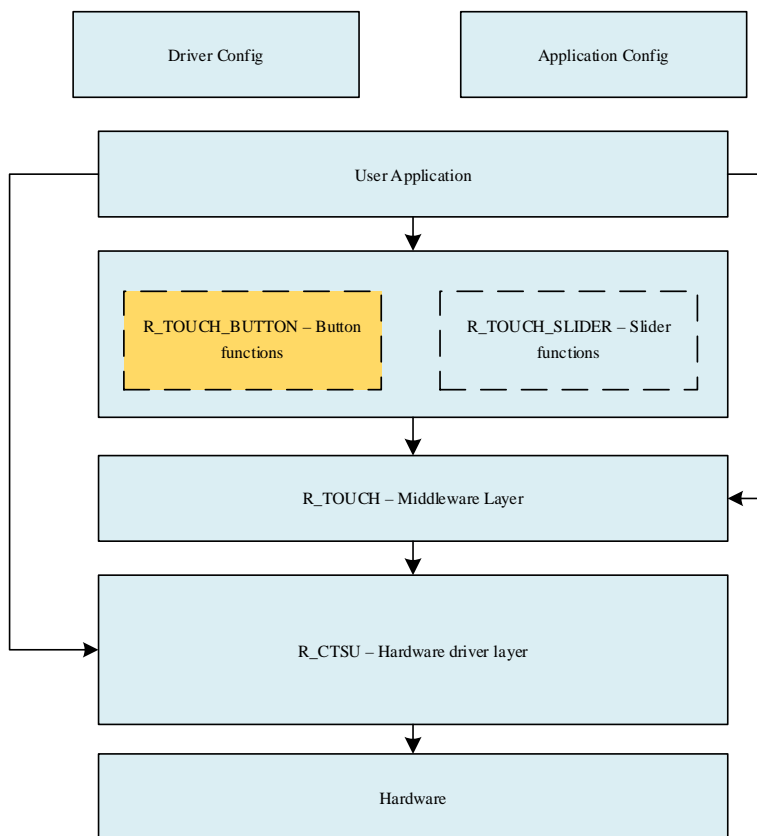 Driver Config
Application Config
User Application
R_TOUCH_BUTTON – Button
functions
R_TOUCH_SLIDER – Slider
functions
R_TOUCH – Middleware Layer
R_CTSU – Hardware driver layer
Hardware